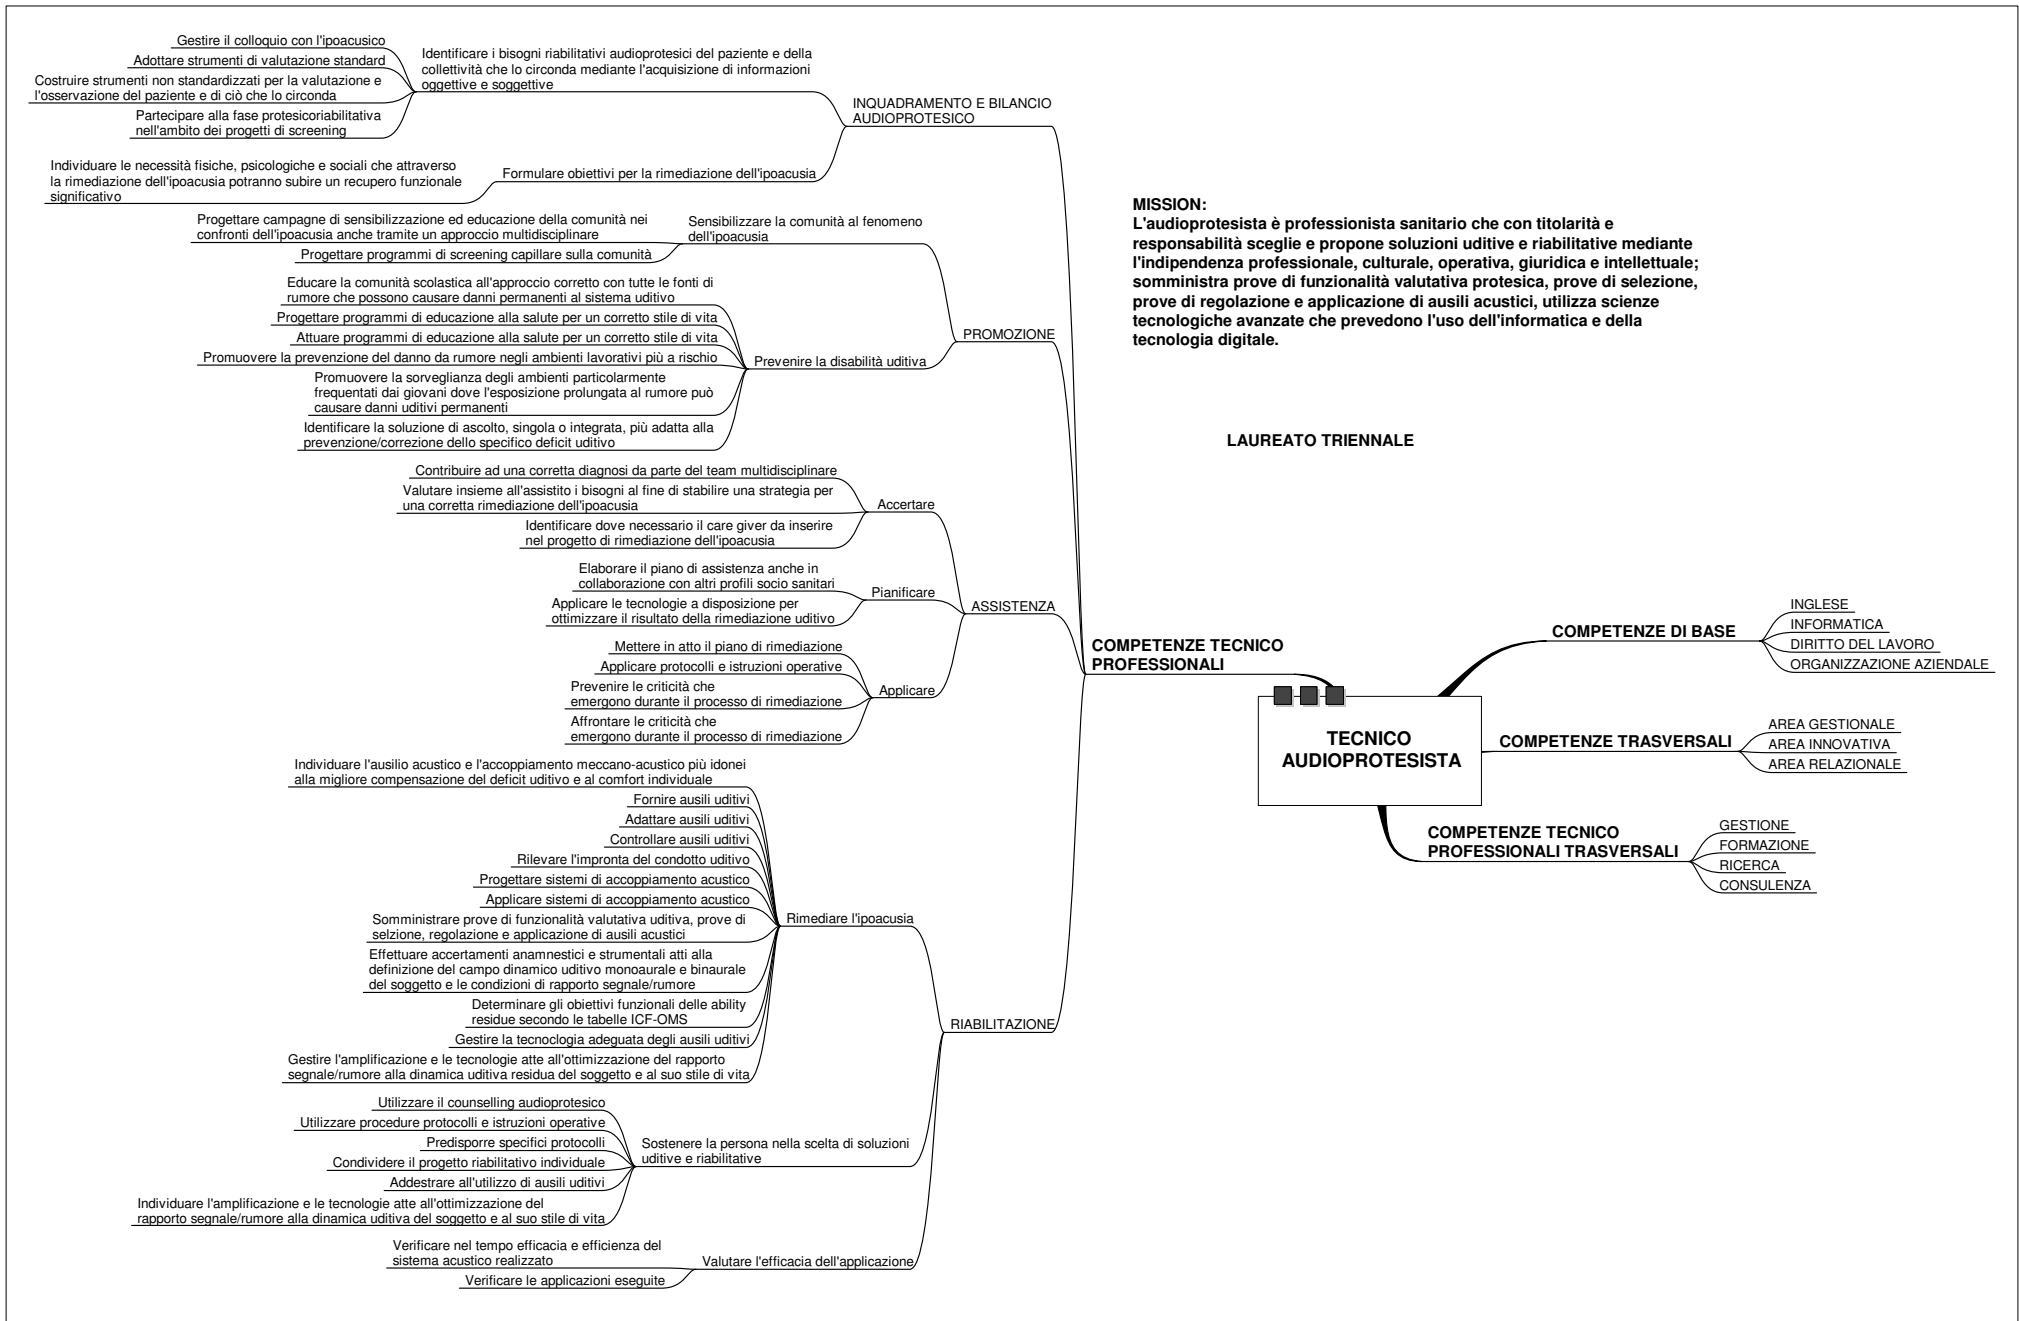 Gestire il colloquio con l'ipoacusico
Adottare strumenti di valutazione standard
Costruire strumenti non standardizzati per la valutazione e
l'osservazione del paziente e di ciò che lo circonda
Partecipare alla fase protesicoriabilitativa
nell'ambito dei progetti di screening
Identificare i bisogni riabilitativi audioprotesici del paziente e della
collettività che lo circonda mediante l'acquisizione di informazioni
oggettive e soggettive
Individuare le necessità fisiche, psicologiche e sociali che attraverso
la rimediazione dell'ipoacusia potranno subire un recupero funzionale
significativo
Formulare obiettivi per la rimediazione dell'ipoacusia
INQUADRAMENTO E BILANCIO
AUDIOPROTESICO
Progettare campagne di sensibilizzazione ed educazione della comunità nei
confronti dell'ipoacusia anche tramite un approccio multidisciplinare
Progettare programmi di screening capillare sulla comunità
Sensibilizzare la comunità al fenomeno
dell'ipoacusia
Educare la comunità scolastica all'approccio corretto con tutte le fonti di
rumore che possono causare danni permanenti al sistema uditivo
Progettare programmi di educazione alla salute per un corretto stile di vita
Attuare programmi di educazione alla salute per un corretto stile di vita
Promuovere la prevenzione del danno da rumore negli ambienti lavorativi più a rischio
Promuovere la sorveglianza degli ambienti particolarmente
frequentati dai giovani dove l'esposizione prolungata al rumore può
causare danni uditivi permanenti
Identificare la soluzione di ascolto, singola o integrata, più adatta alla
prevenzione/correzione dello specifico deficit uditivo
Prevenire la disabilità uditiva
PROMOZIONE
Contribuire ad una corretta diagnosi da parte del team multidisciplinare
Valutare insieme all'assistito i bisogni al fine di stabilire una strategia per
una corretta rimediazione dell'ipoacusia
Identificare dove necessario il care giver da inserire
nel progetto di rimediazione dell'ipoacusia
Accertare
Elaborare il piano di assistenza anche in
collaborazione con altri profili socio sanitari
Applicare le tecnologie a disposizione per
ottimizzare il risultato della rimediazione uditivo
Pianificare
Mettere in atto il piano di rimediazione
Applicare protocolli e istruzioni operative
Prevenire le criticità che
emergono durante il processo di rimediazione
Affrontare le criticità che
emergono durante il processo di rimediazione
Applicare
ASSISTENZA
Individuare l'ausilio acustico e l'accoppiamento meccano-acustico più idonei
alla migliore compensazione del deficit uditivo e al comfort individuale
Fornire ausili uditivi
Adattare ausili uditivi
Controllare ausili uditivi
Rilevare l'impronta del condotto uditivo
Progettare sistemi di accoppiamento acustico
Applicare sistemi di accoppiamento acustico
Somministrare prove di funzionalità valutativa uditiva, prove di
selzione, regolazione e applicazione di ausili acustici
Effettuare accertamenti anamnestici e strumentali atti alla
definizione del campo dinamico uditivo monoaurale e binaurale
del soggetto e le condizioni di rapporto segnale/rumore
Determinare gli obiettivi funzionali delle ability
residue secondo le tabelle ICF-OMS
Gestire la tecnoclogia adeguata degli ausili uditivi
Gestire l'amplificazione e le tecnologie atte all'ottimizzazione del rapporto
segnale/rumore alla dinamica uditiva residua del soggetto e al suo stile di vita
Rimediare l'ipoacusia
Utilizzare il counselling audioprotesico
Utilizzare procedure protocolli e istruzioni operative
Predisporre specifici protocolli
Condividere il progetto riabilitativo individuale
Addestrare all'utilizzo di ausili uditivi
Individuare l'amplificazione e le tecnologie atte all'ottimizzazione del
rapporto segnale/rumore alla dinamica uditiva del soggetto e al suo stile di vita
Sostenere la persona nella scelta di soluzioni
uditive e riabilitative
Verificare nel tempo efficacia e efficienza del
sistema acustico realizzato
Verificare le applicazioni eseguite
Valutare l'efficacia dell'applicazione
RIABILITAZIONE
COMPETENZE TECNICO
PROFESSIONALI
MISSION:
L'audioprotesista è professionista sanitario che con titolarità e
responsabilità sceglie e propone soluzioni uditive e riabilitative mediante
l'indipendenza professionale, culturale, operativa, giuridica e intellettuale;
somministra prove di funzionalità valutativa protesica, prove di selezione,
prove di regolazione e applicazione di ausili acustici, utilizza scienze
tecnologiche avanzate che prevedono l'uso dell'informatica e della
tecnologia digitale.
LAUREATO TRIENNALE
TECNICO
AUDIOPROTESISTA
COMPETENZE DI BASE
INGLESE
INFORMATICA
DIRITTO DEL LAVORO
ORGANIZZAZIONE AZIENDALE
COMPETENZE TRASVERSALI
AREA GESTIONALE
AREA INNOVATIVA
AREA RELAZIONALE
COMPETENZE TECNICO
PROFESSIONALI TRASVERSALI
GESTIONE
FORMAZIONE
RICERCA
CONSULENZA